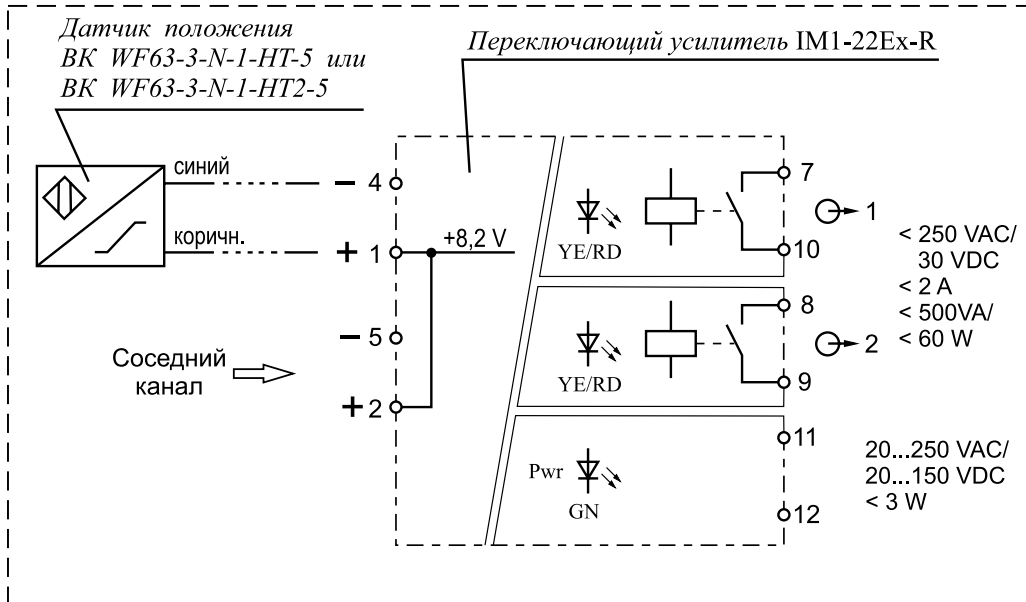 Датчик положения
ВК WF63-3-N-1-HT-5 или
ВК WF63-3-N-1-HT2-5
Переключающий усилитель IM1-22Ex-R
синий
− 4
коричн.
+ 1
+8,2 V
− 5
Соседний
канал
+ 2
YE/RD
7
10
1
< 250 VAC/
30 VDC
< 2 A
< 500VA/
< 60 W
YE/RD
8
9
2
Pwr
GN
11
12
20...250 VAC/
20...150 VDC
< 3 W